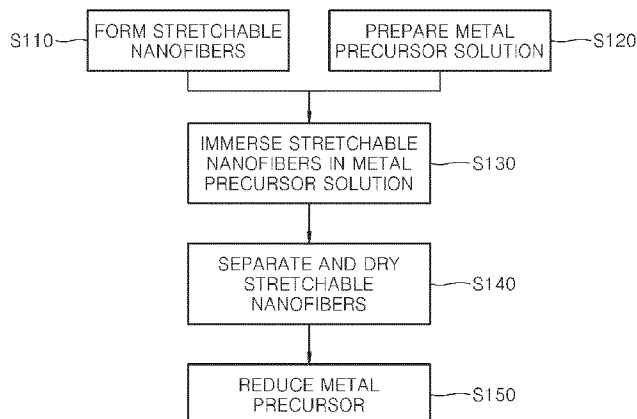 S110
FORM STRETCHABLE
NANOFIBERS
PREPARE METAL
PRECURSOR SOLUTION
S120
IMMERSE STRETCHABLE
NANOFIBERS IN METAL
PRECURSOR SOLUTION
S130
SEPARATE AND DRY
STRETCHABLE
NANOFIBERS
S140
REDUCE METAL
PRECURSOR
S150